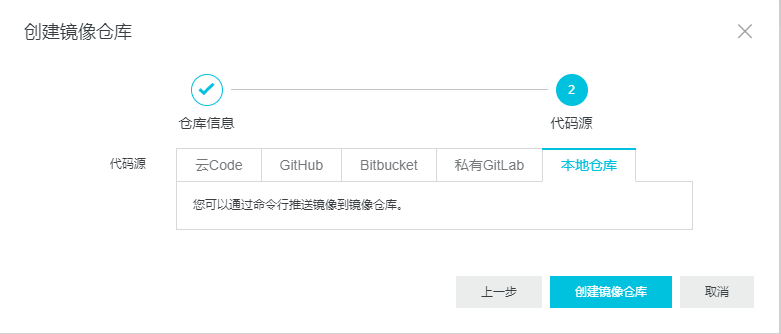 创建镜像仓库
2
仓库信息
代码源
代码源
云Code
GitHub
Bitbucket
私有GitLab
本地仓库
您可以通过命令行推送镜像到镜像仓库。
上一步
创建镜像仓库
取消